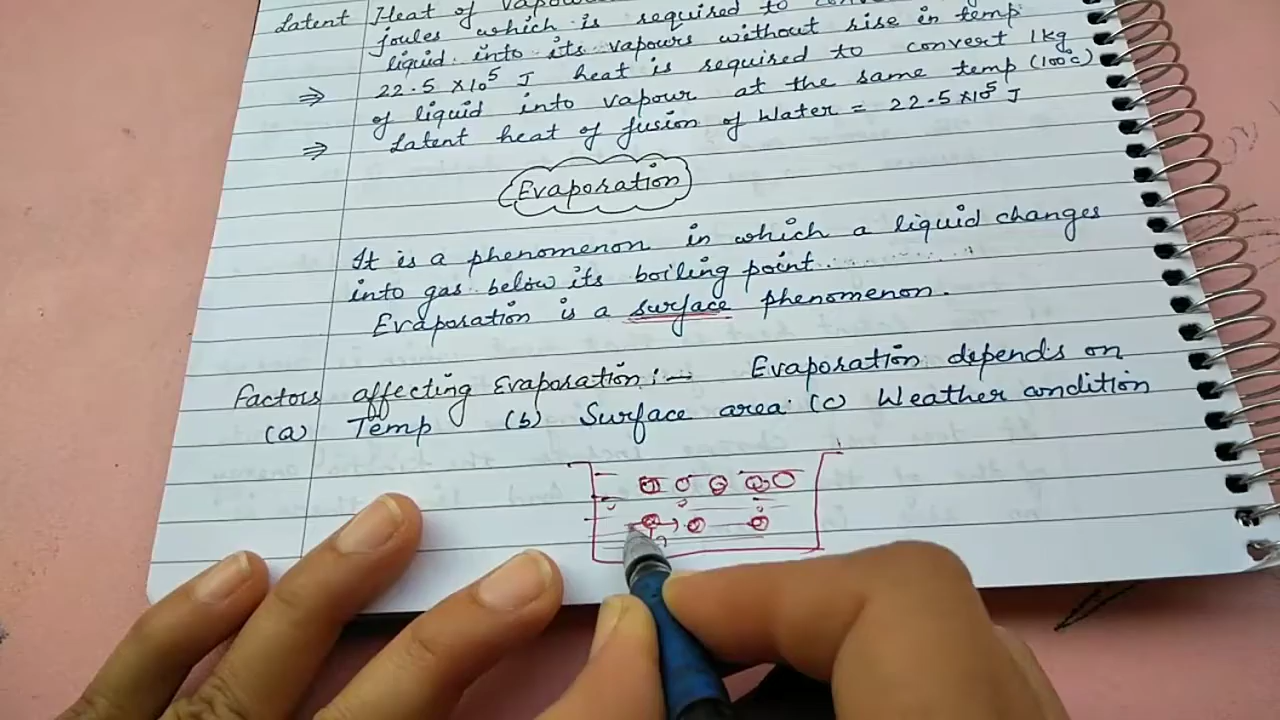 Latent Heat of
joules which is required to
liquid into its vapours without rise in temp
⇒ 22.5 ×10⁵ J heat is required to convert 1kg
of liquid into vapour at the same temp (100°c)
⇒ Latent heat of fusion of Water = 22.5 ×10⁵ J
Evaporation
It is a phenomenon in which a liquid changes
into gas below its boiling point.
Evaporation is a surface phenomenon.
Factors affecting Evaporation :→ Evaporation depends on
(a) Temp (b) Surface area (c) Weather condition